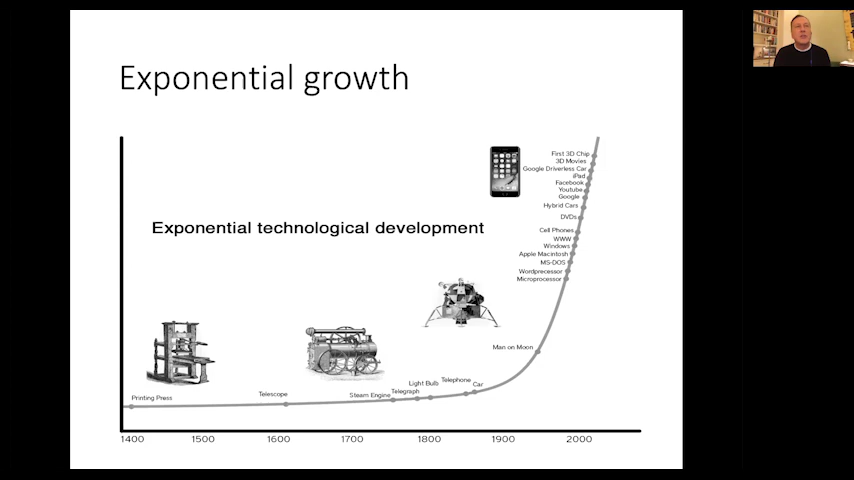 Exponential growth
Exponential technological development
First 3D Chip
3D Movies
Google Driverless Car
iPad
Facebook
Youtube
Google
Hybrid Cars
DVDs
Cell Phones
WWW
Windows
Apple Macintosh
MS-DOS
Wordprecessor
Microprocessor
Man on Moon
Car
Telephone
Light Bulb
Telegraph
Steam Engine
Telescope
Printing Press
1400 1500 1600 1700 1800 1900 2000